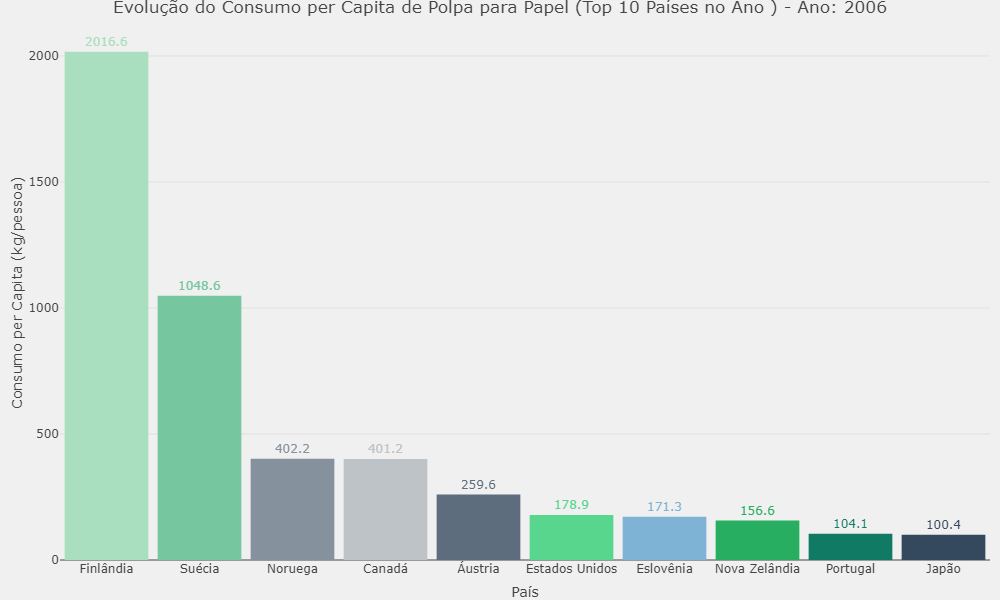 Evolução do Consumo per Capita de Polpa para Papel (Top 10 Países no Ano ) - Ano: 2006
Consumo per Capita (kg/pessoa)
2000
1500
1000
500
0
2016.6
1048.6
402.2
401.2
259.6
178.9
171.3
156.6
104.1
100.4
Finlândia
Suécia
Noruega
Canadá
Áustria
Estados Unidos
Eslovênia
Nova Zelândia
Portugal
Japão
País